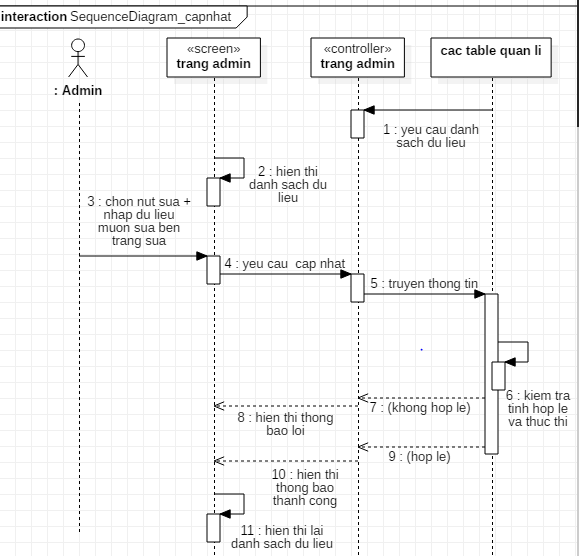 interaction SequenceDiagram_capnhat
«screen»
trang admin
«controller»
trang admin
cac table quan li
: Admin
1 : yeu cau danh
sach du lieu
2 : hien thi
danh sach du
lieu
3 : chon nut sua +
nhap du lieu
muon sua ben
trang sua
4 : yeu cau  cap nhat
5 : truyen thong tin
6 : kiem tra
tinh hop le
va thuc thi
7 : (khong hop le)
8 : hien thi thong
bao loi
9 : (hop le)
10 : hien thi
thong bao
thanh cong
11 : hien thi lai
danh sach du lieu